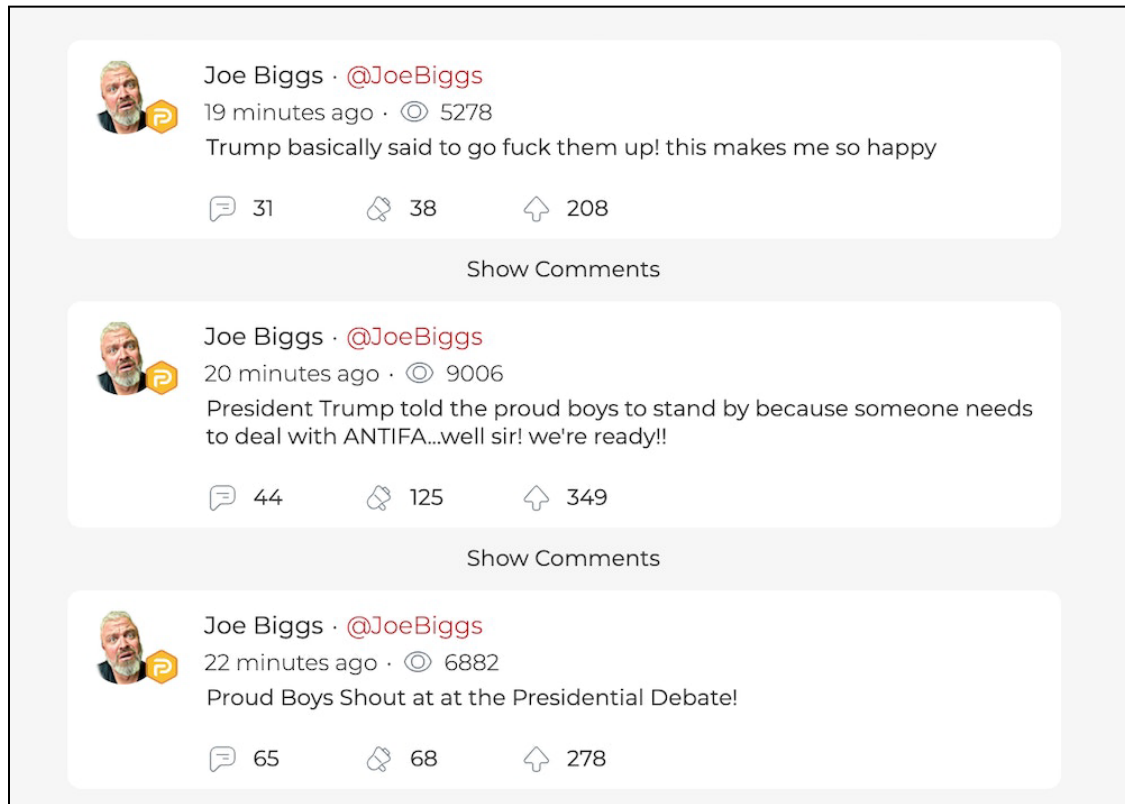 Joe Biggs · @JoeBiggs
19 minutes ago · 5278
Trump basically said to go fuck them up! this makes me so happy
31 38 208
Show Comments
Joe Biggs · @JoeBiggs
20 minutes ago · 9006
President Trump told the proud boys to stand by because someone needs
to deal with ANTIFA...well sir! we're ready!!
44 125 349
Show Comments
Joe Biggs · @JoeBiggs
22 minutes ago · 6882
Proud Boys Shout at at the Presidential Debate!
65 68 278